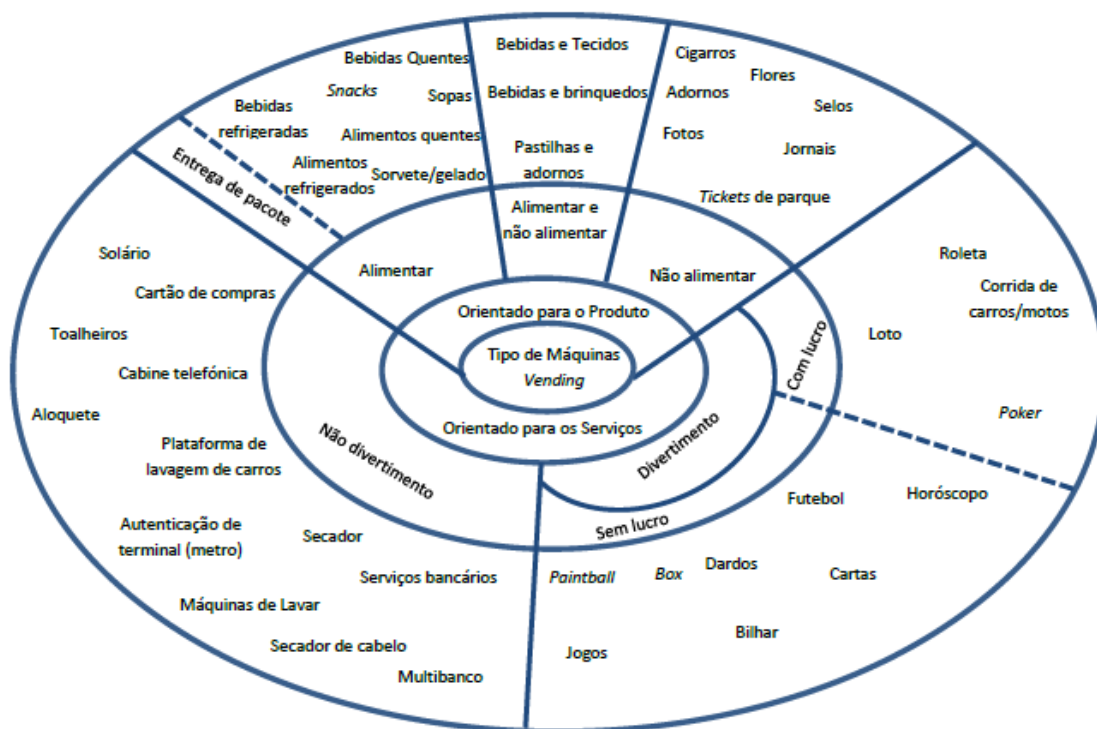 Bebidas Quentes
Snacks
Sopas
Bebidas
refrigeradas
Alimentos quentes
Alimentos
refrigerados
Sorvete/gelado
Entrega de pacote
Bebidas e Tecidos
Bebidas e brinquedos
Pastilhas e
adornos
Cigarros
Flores
Adornos
Selos
Fotos
Jornais
Tickets de parque
Alimentar
Alimentar e
não alimentar
Não alimentar
Orientado para o Produto
Tipo de Máquinas
Vending
Orientado para os Serviços
Não divertimento
Divertimento
Com lucro
Sem lucro
Roleta
Corrida de
carros/motos
Loto
Poker
Solário
Cartão de compras
Toalheiros
Cabine telefónica
Aloquete
Plataforma de
lavagem de carros
Autenticação de
terminal (metro)
Secador
Serviços bancários
Máquinas de Lavar
Secador de cabelo
Multibanco
Futebol
Horóscopo
Paintball
Box
Dardos
Cartas
Bilhar
Jogos